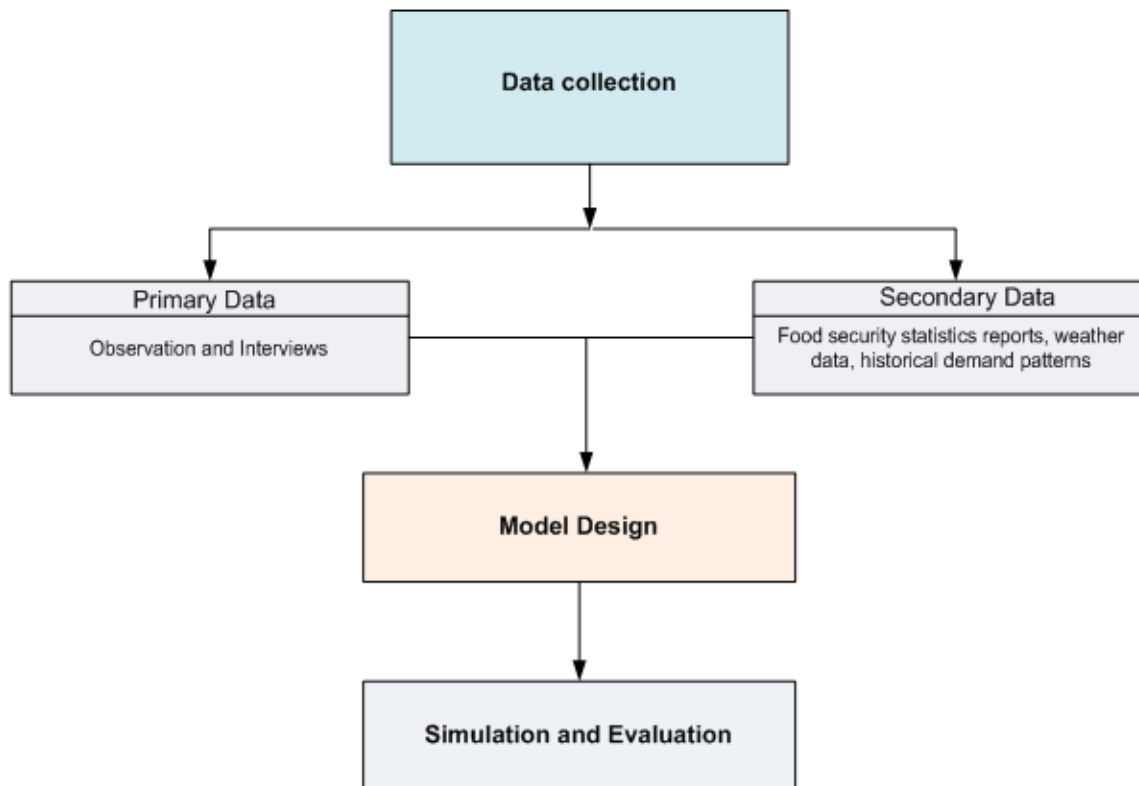 Data collection
Primary Data
Observation and Interviews
Secondary Data
Food security statistics reports, weather
data, historical demand patterns
Model Design
Simulation and Evaluation